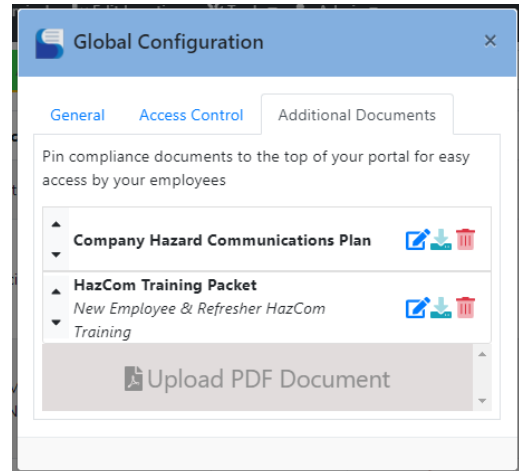 Global Configuration
×
General Access Control Additional Documents
Pin compliance documents to the top of your portal for easy
access by your employees
Company Hazard Communications Plan
HazCom Training Packet
New Employee & Refresher HazCom
Training
Upload PDF Document